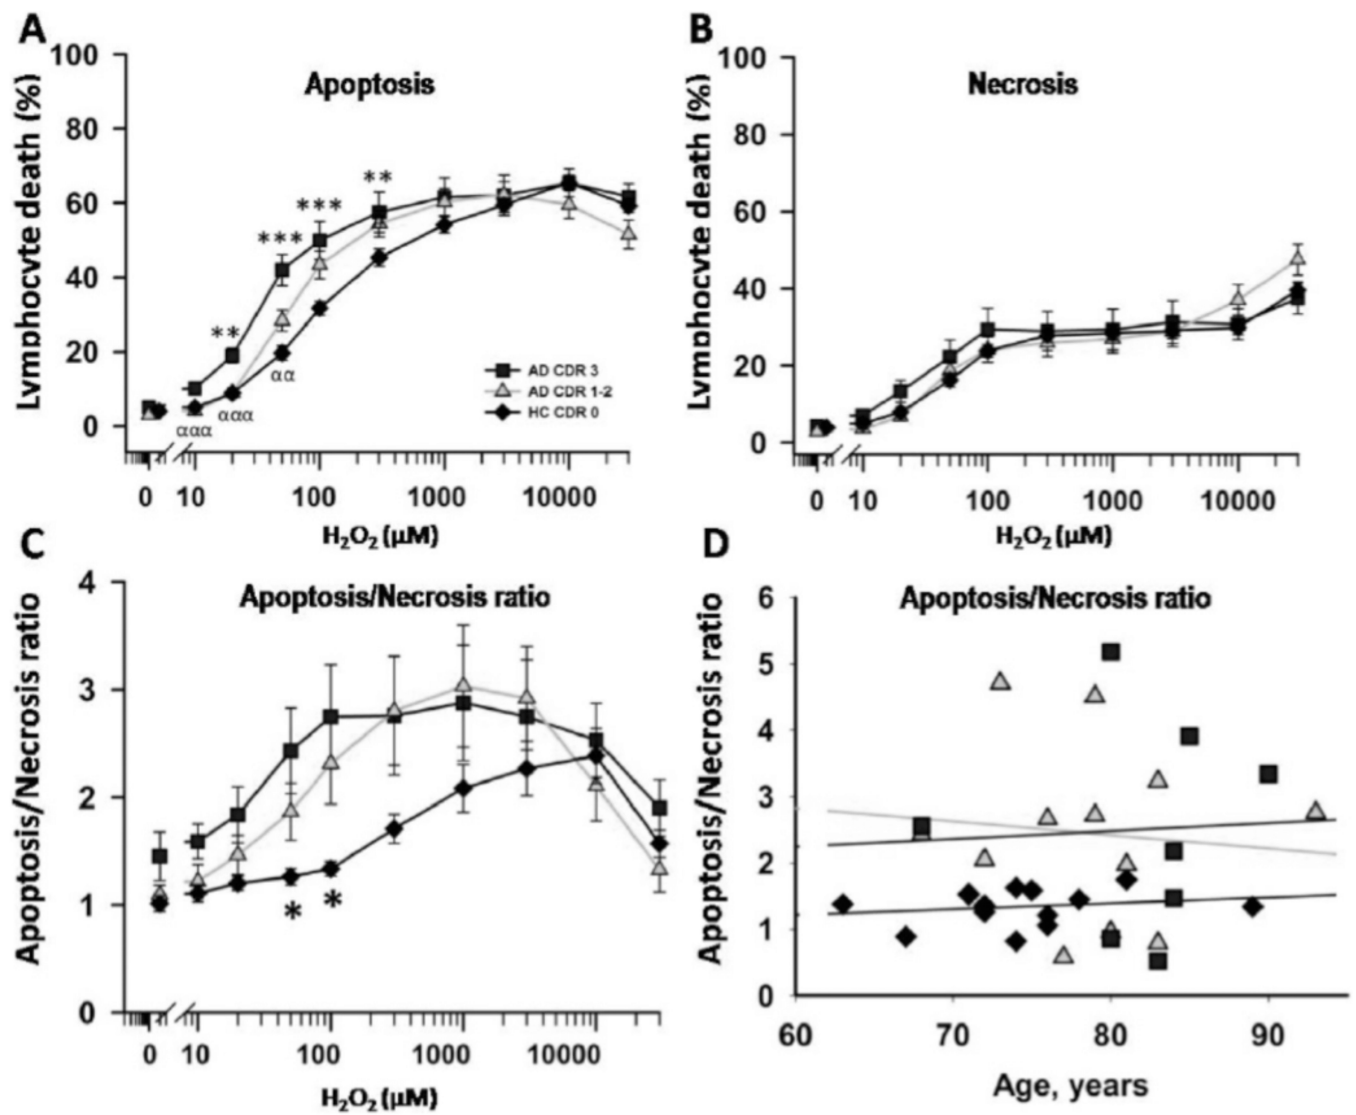 A
B
100
80
60
40
20
0
Lymphocyte death (%)
Apoptosis
**
***
***
**
αα
ααα
ααα
AD CDR 3
AD CDR 1-2
HC CDR 0
0 10 100 1000 10000
H₂O₂ (µM)
100
80
60
40
20
0
Lymphocyte death (%)
Necrosis
0 10 100 1000 10000
H₂O₂ (µM)
C
D
4
3
2
1
0
Apoptosis/Necrosis ratio
Apoptosis/Necrosis ratio
*
*
0 10 100 1000 10000
H₂O₂ (µM)
6
5
4
3
2
1
0
Apoptosis/Necrosis ratio
Apoptosis/Necrosis ratio
60 70 80 90
Age, years